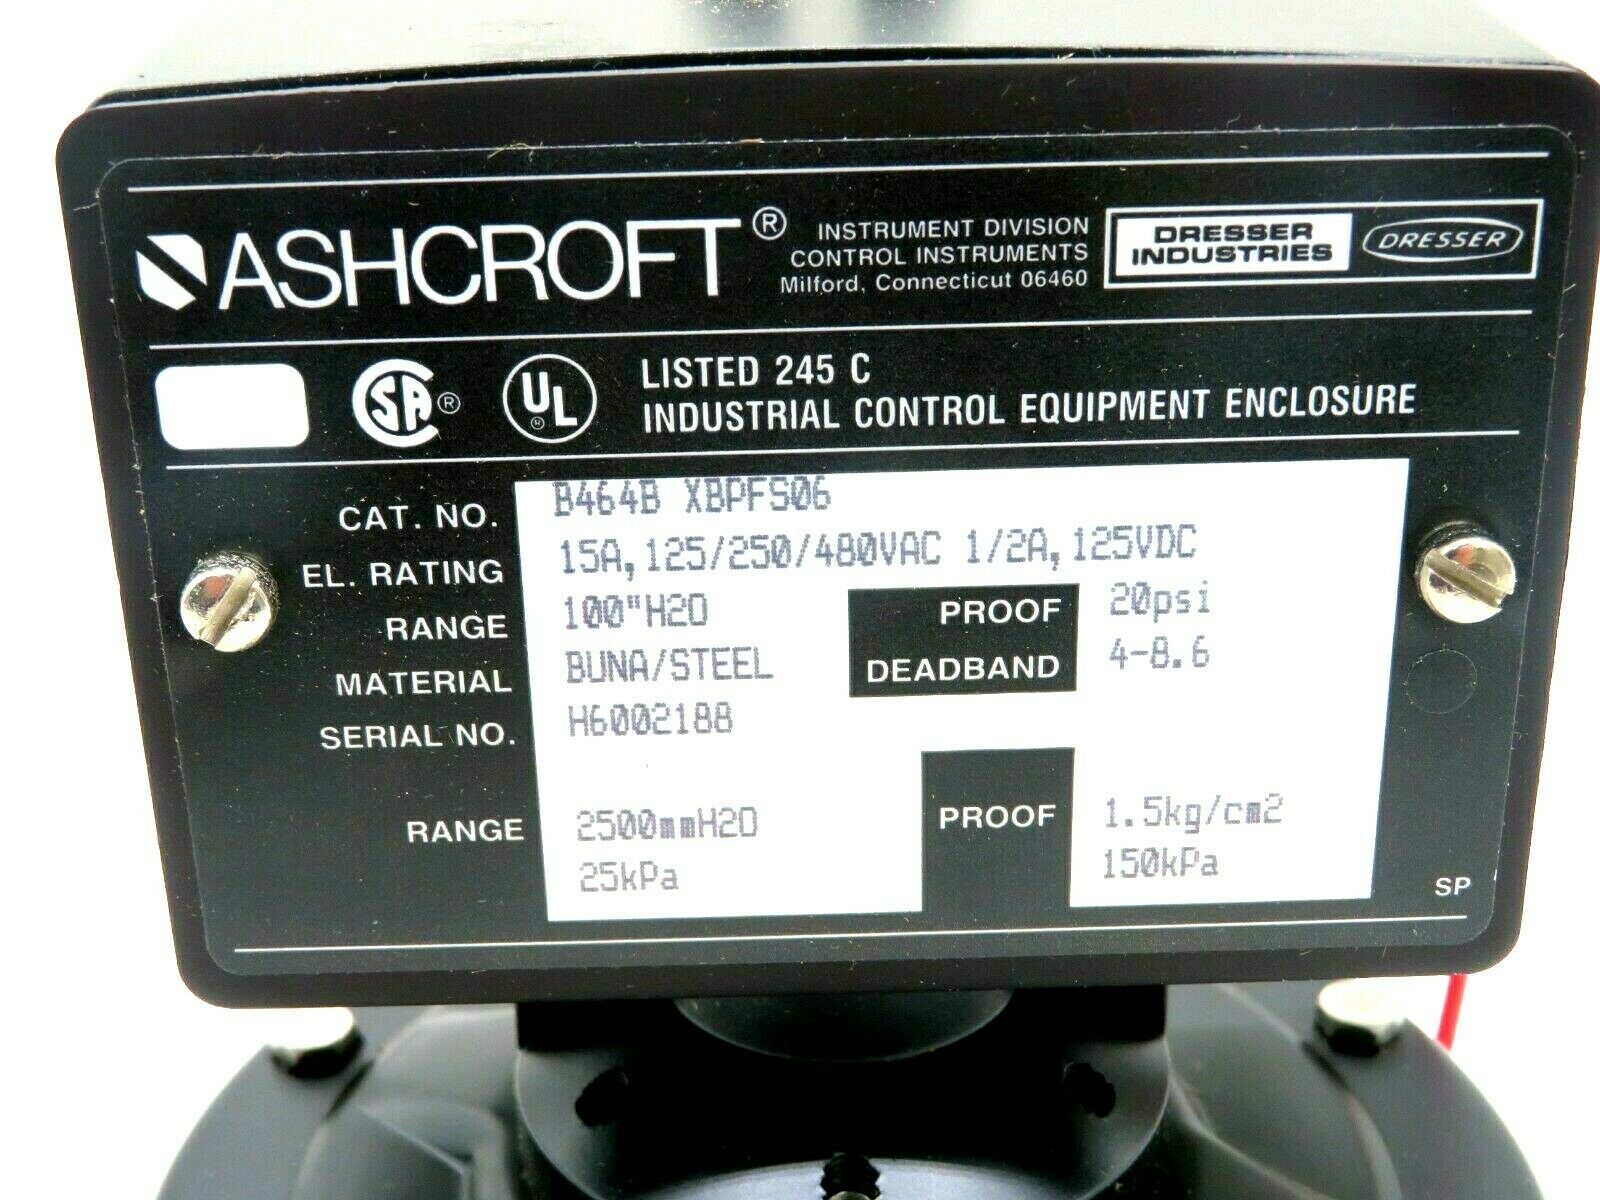 ASHCROFT®
INSTRUMENT DIVISION
CONTROL INSTRUMENTS
Milford, Connecticut 06460
DRESSER
INDUSTRIES
DRESSER
SA ®
UL ®
LISTED 245 C
INDUSTRIAL CONTROL EQUIPMENT ENCLOSURE
CAT. NO. B464B XBPFS06
EL. RATING 15A,125/250/480VAC 1/2A,125VDC
RANGE 100"H2O PROOF 20psi
MATERIAL BUNA/STEEL DEADBAND 4-8.6
SERIAL NO. H6002188
RANGE 2500mmH2O PROOF 1.5kg/cm2
25kPa 150kPa
SP